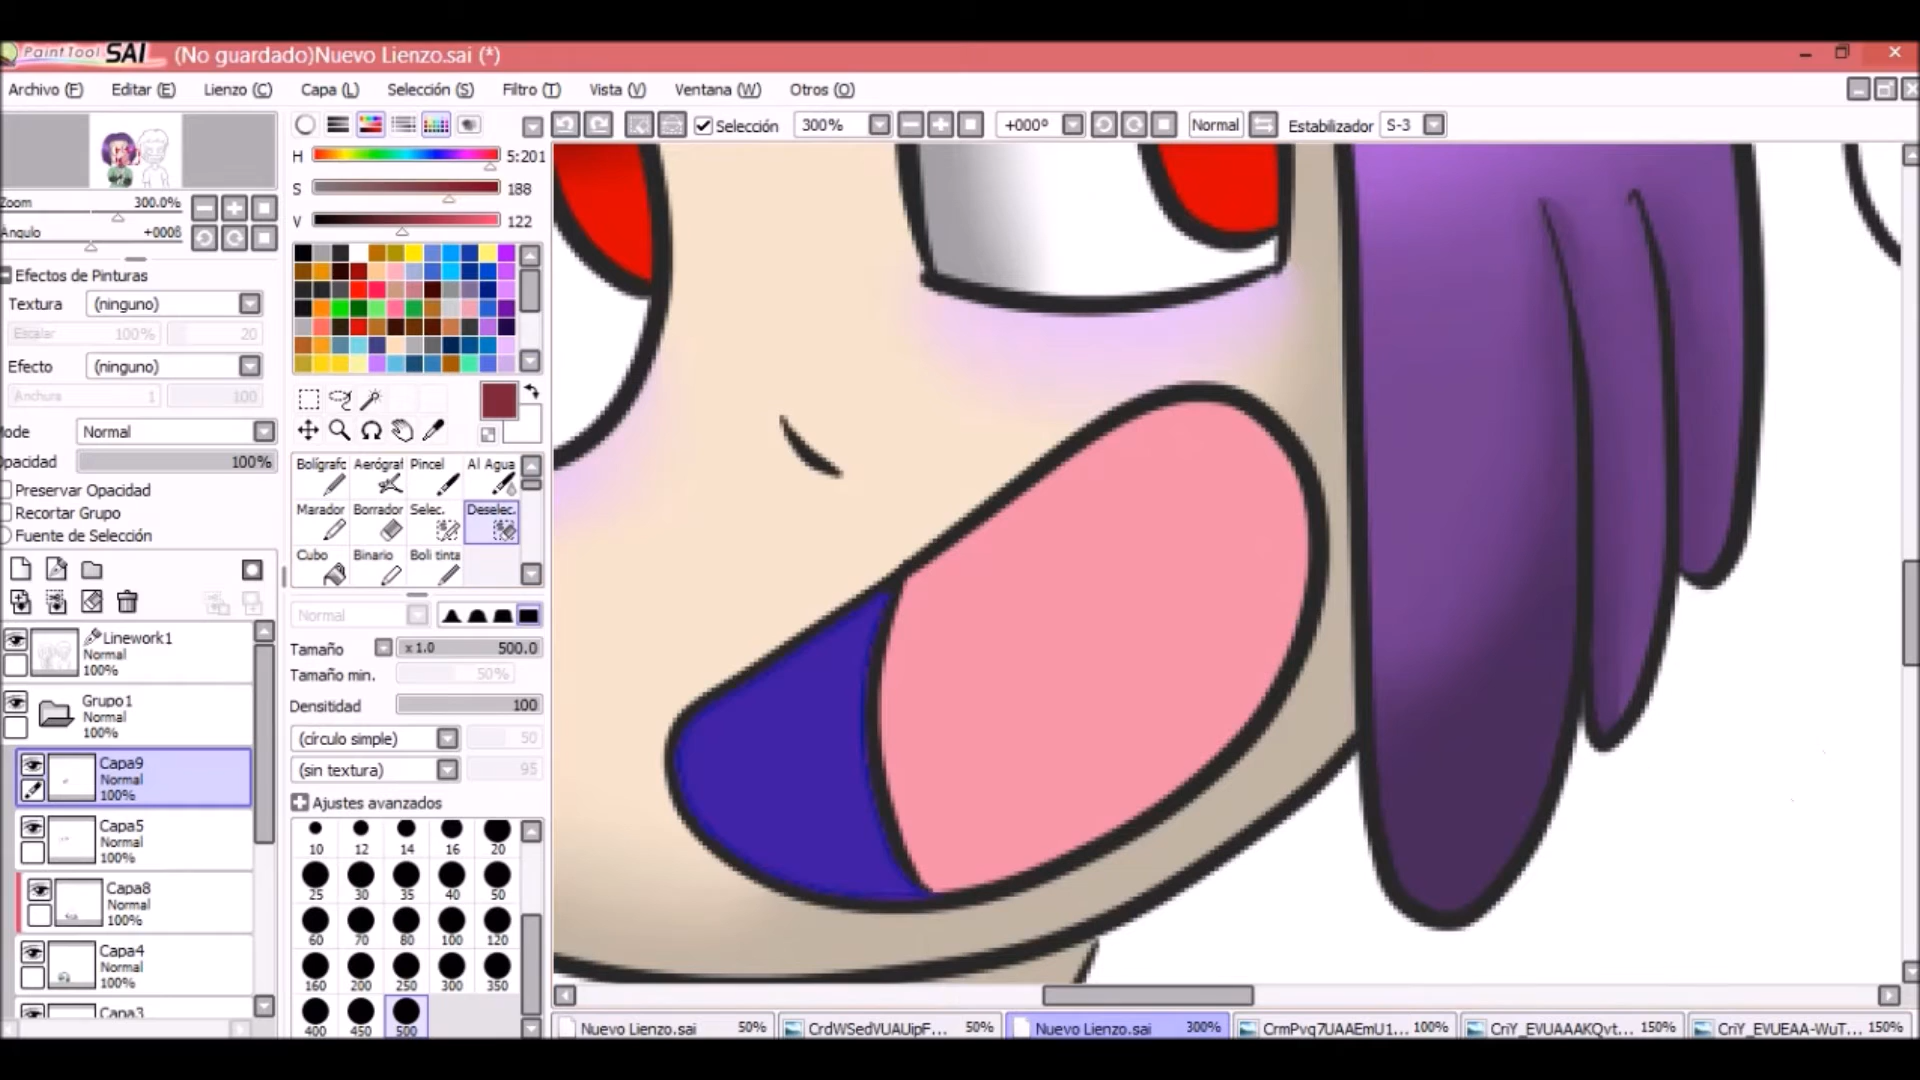 PaintTool SAI (No guardado)Nuevo Lienzo.sai (*)
Archivo (F) Editar (E) Lienzo (C) Capa (L) Selección (S) Filtro (T) Vista (V) Ventana (W) Otros (O)
Selección 300% +000º Normal Estabilizador S-3
H 5:201
S 188
V 122
Zoom 300.0%
Angulo
Efectos de Pinturas
Textura (ninguno)
Escalar 100% 20
Efecto (ninguno)
Anchura 1 100
Mode Normal
Opacidad 100%
Preservar Opacidad
Recortar Grupo
Fuente de Selección
Linework1
Normal
100%
Grupo1
Normal
100%
Capa9
Normal
100%
Capa5
Normal
100%
Capa8
Normal
100%
Capa4
Normal
100%
Capa3
Bolígrafc Aerógraf Pincel Al Agua
Marador Borrador Selec. Deselec.
Cubo Binario Boli tinta
Normal
Tamaño x 1.0 500.0
Tamaño min. 50%
Densitidad 100
(círculo simple) 50
(sin textura) 95
Ajustes avanzados
10 12 14 16 20
25 30 35 40 50
60 70 80 100 120
160 200 250 300 350
400 450 500
Nuevo Lienzo.sai 50% CrdWSedVUAUipF... 50% Nuevo Lienzo.sai 300% CrmPvq7UAAEmU1... 100% CriY_EVUAAAKQvt... 150% CriY_EVUEAA-WuT... 150%